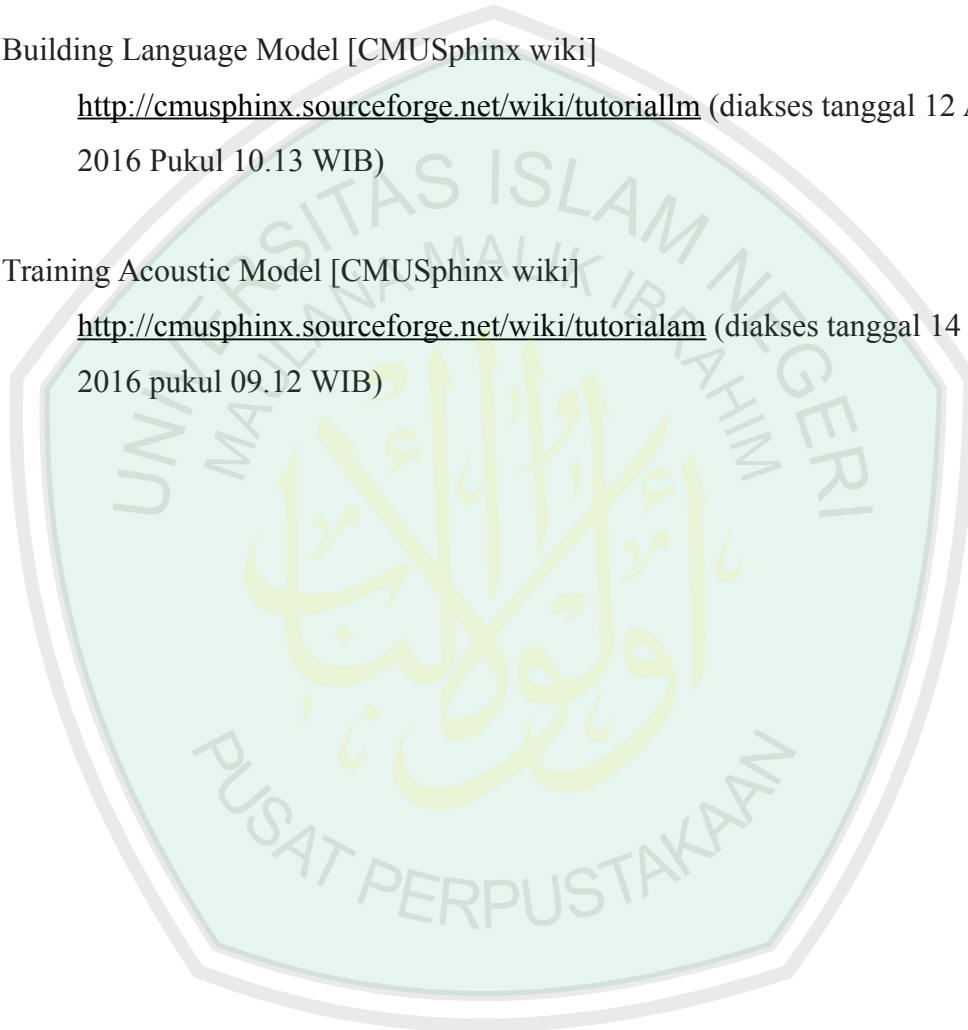 Building Language Model [CMUSphinx wiki]
http://cmusphinx.sourceforge.net/wiki/tutoriallm (diakses tanggal 12
2016 Pukul 10.13 WIB)
Training Acoustic Model [CMUSphinx wiki]
http://cmusphinx.sourceforge.net/wiki/tutorialam (diakses tanggal 14
2016 pukul 09.12 WIB)
UNIVERSITAS ISLAM NEGERI
MAULANA MALIK IBRAHIM
أولوا الألباب
PUSAT PERPUSTAKAAN